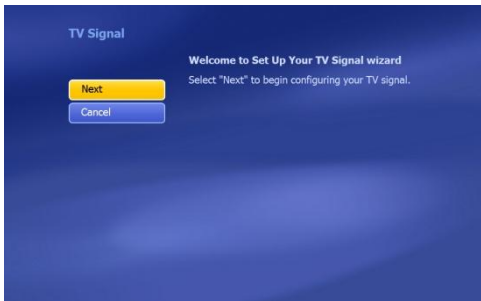 TV Signal
Welcome to Set Up Your TV Signal wizard
Select "Next" to begin configuring your TV signal.
Next
Cancel